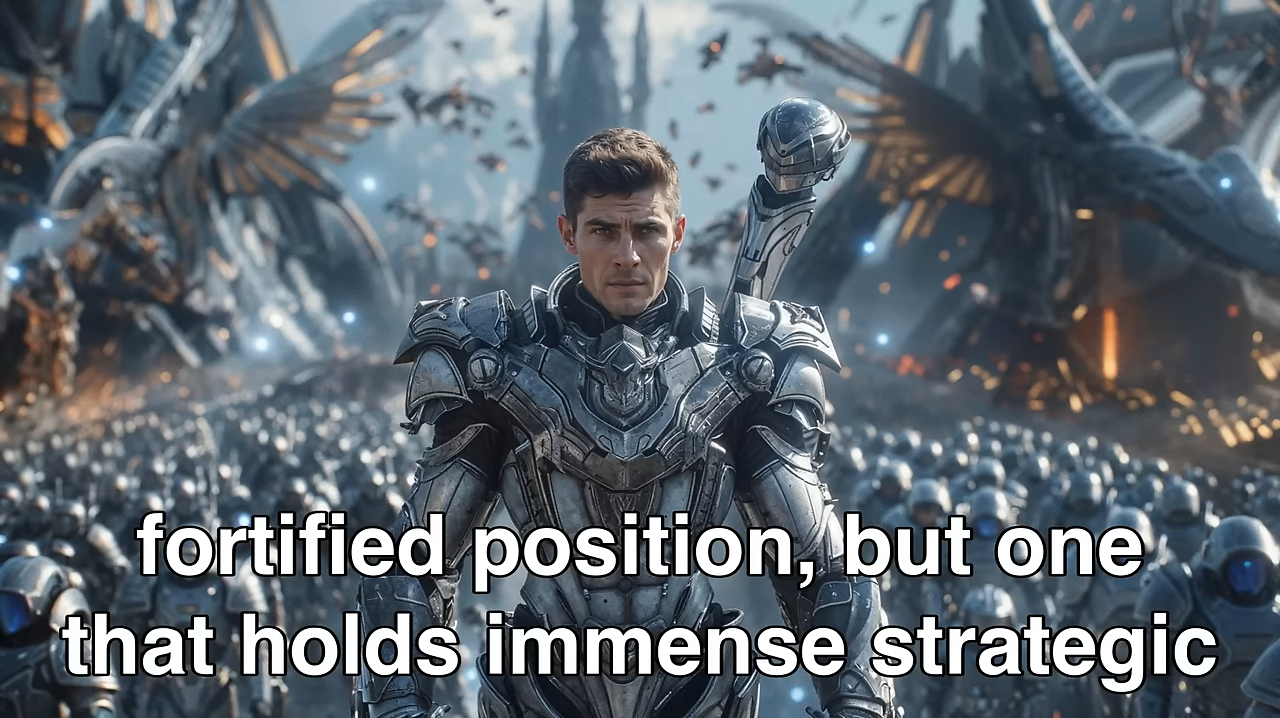 fortified position, but one
that holds immense strategic